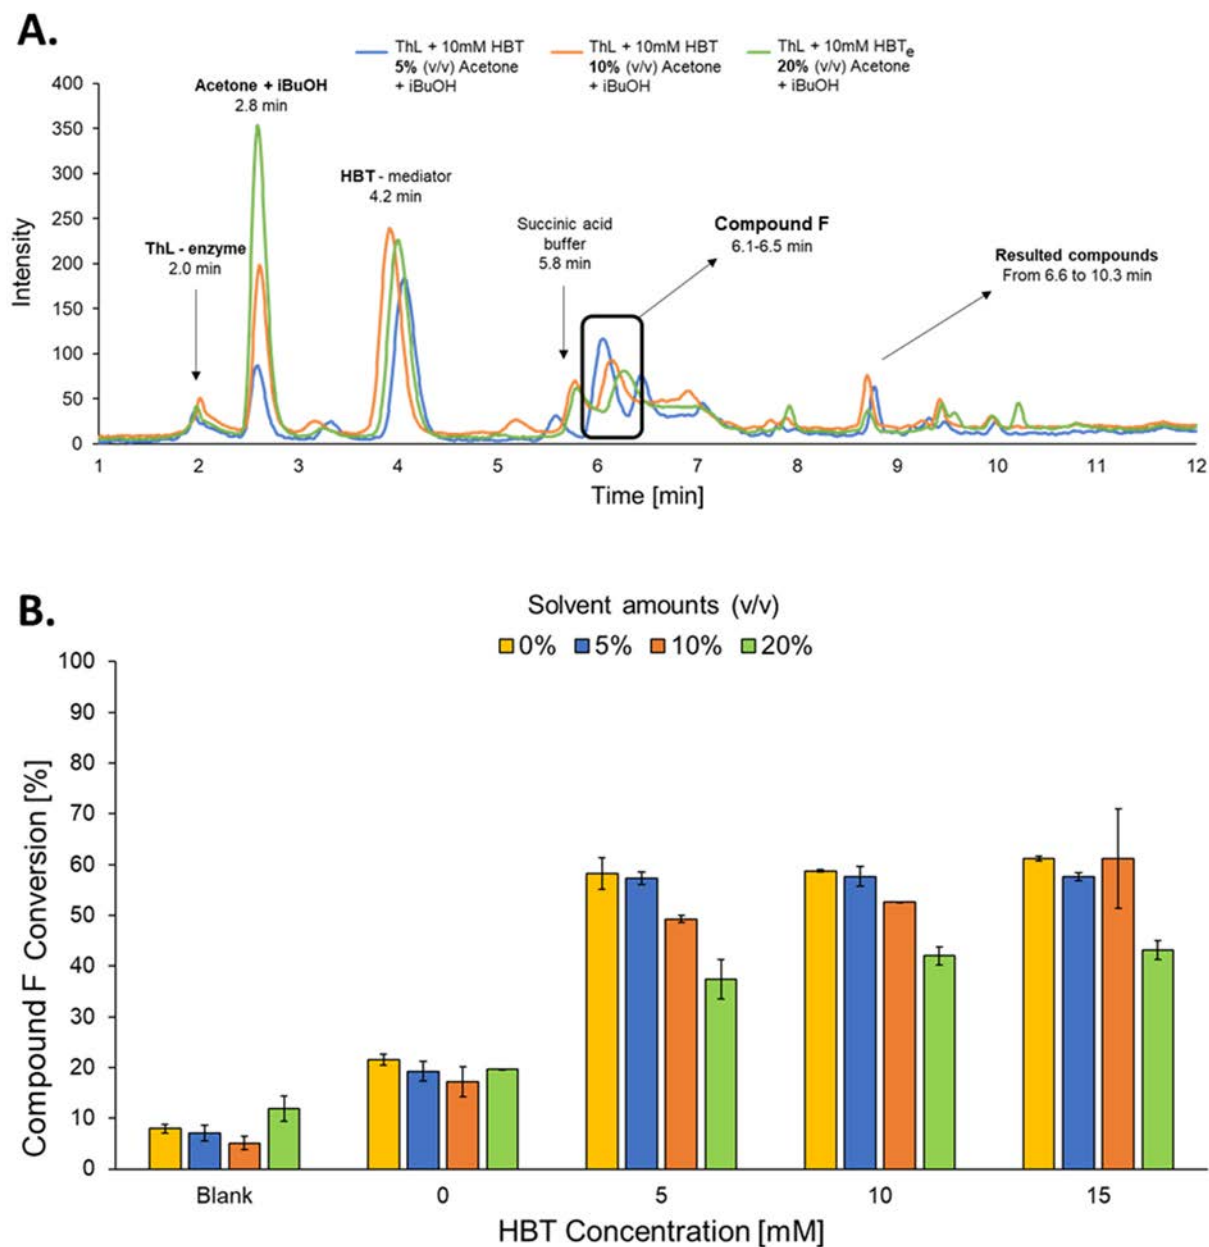 A.
ThL + 10mM HBT
5% (v/v) Acetone
+ iBuOH
ThL + 10mM HBT
10% (v/v) Acetone
+ iBuOH
ThL + 10mM HBTe
20% (v/v) Acetone
+ iBuOH
Intensity
400
350
300
250
200
150
100
50
0
Acetone + iBuOH
2.8 min
HBT - mediator
4.2 min
ThL - enzyme
2.0 min
Succinic acid
buffer
5.8 min
Compound F
6.1-6.5 min
Resulted compounds
From 6.6 to 10.3 min
1 2 3 4 5 6 7 8 9 10 11 12
Time [min]
B.
Solvent amounts (v/v)
0% 5% 10% 20%
Compound F Conversion [%]
100
90
80
70
60
50
40
30
20
10
0
Blank 0 5 10 15
HBT Concentration [mM]